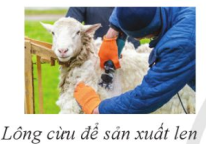 Lông cừu để sản xuất len